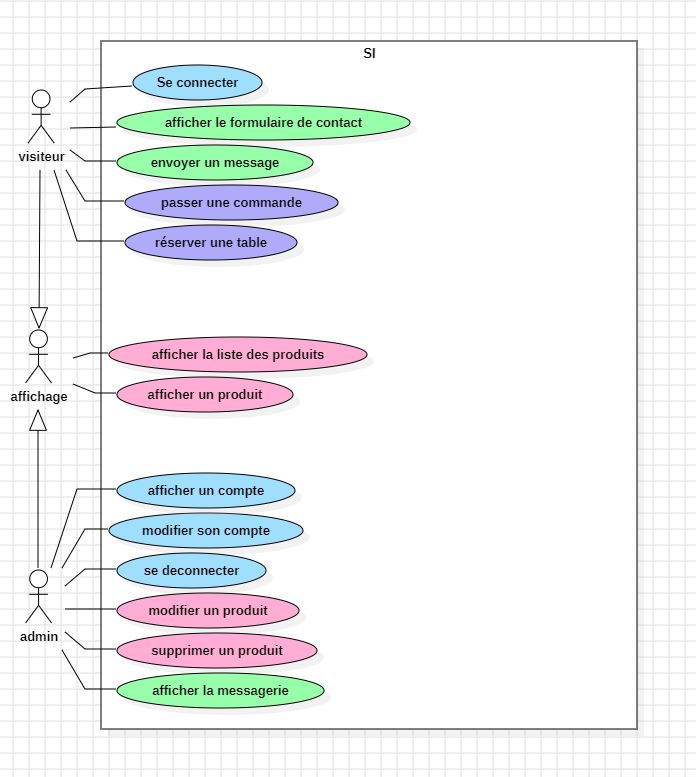 SI
Se connecter
afficher le formulaire de contact
visiteur
envoyer un message
passer une commande
réserver une table
afficher la liste des produits
afficher un produit
affichage
afficher un compte
modifier son compte
se deconnecter
modifier un produit
admin
supprimer un produit
afficher la messagerie